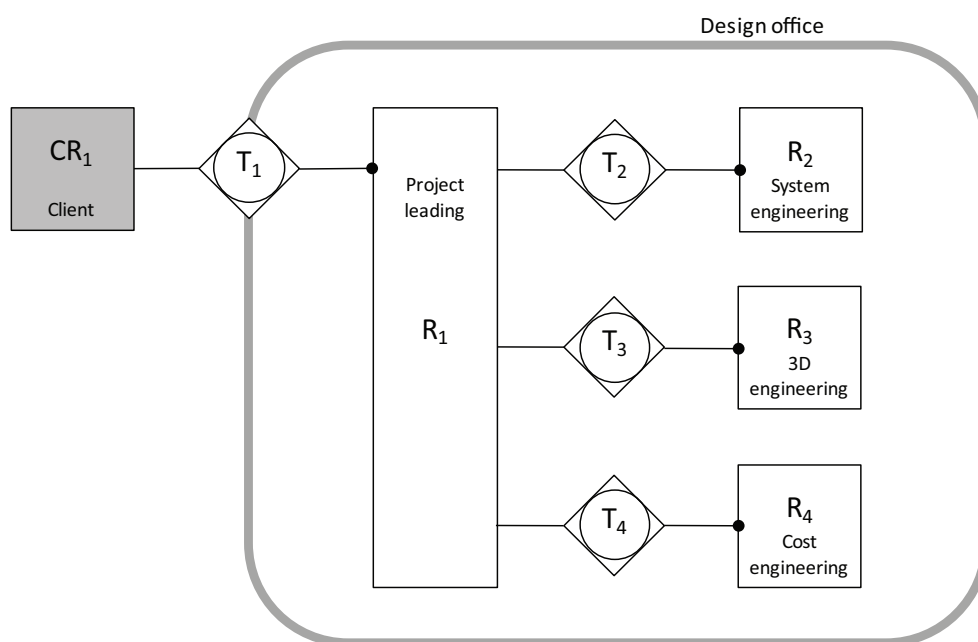 Design office
CR₁
Client
T₁
Project
leading
R₁
T₂
R₂
System
engineering
T₃
R₃
3D
engineering
T₄
R₄
Cost
engineering